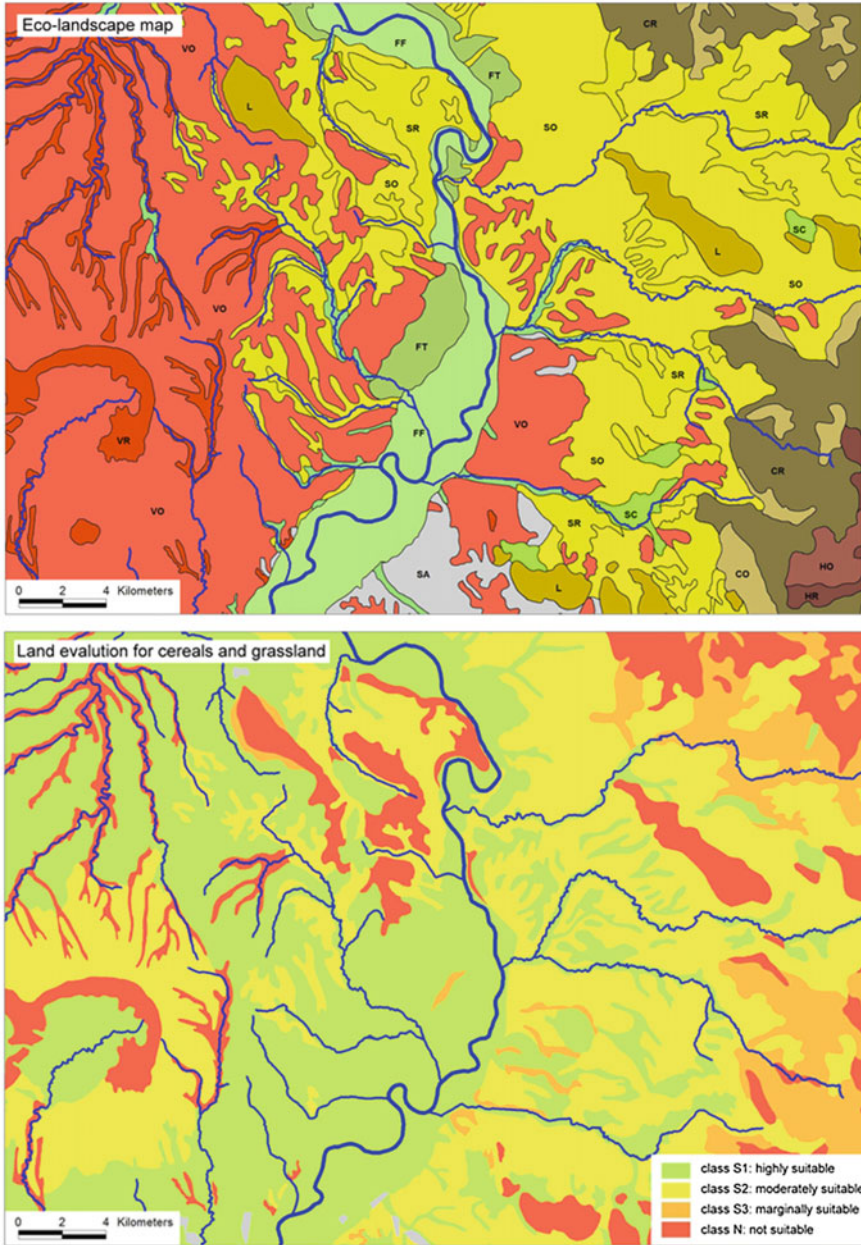 Eco-landscape map
VO
FF
CR
FT
L
SR
SO
SR
SO
SC
L
SO
VO
FT
SR
VO
VR
FF
SO
CR
VO
SC
SR
SA
L
CO
HO
HR
0 2 4 Kilometers
Land evalution for cereals and grassland
class S1: highly suitable
class S2: moderately suitable
class S3: marginally suitable
class N: not suitable
0 2 4 Kilometers